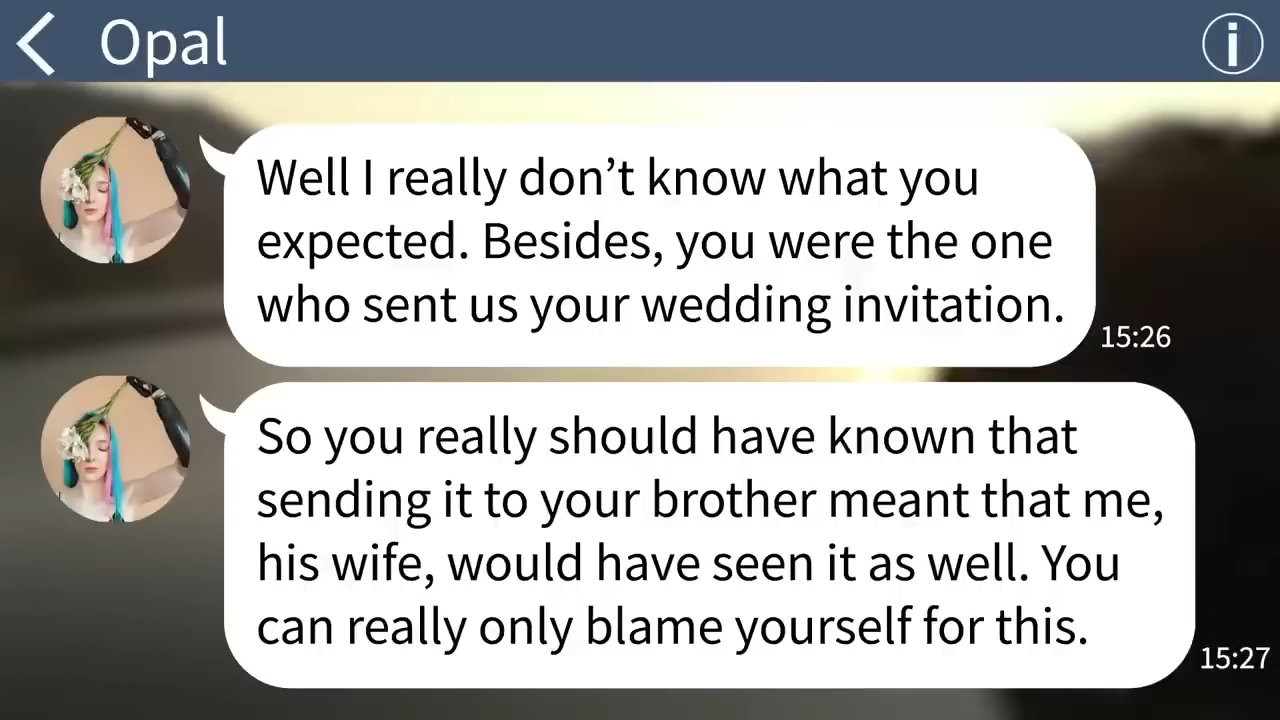 Opal
Well I really don’t know what you
expected. Besides, you were the one
who sent us your wedding invitation.
15:26
So you really should have known that
sending it to your brother meant that me,
his wife, would have seen it as well. You
can really only blame yourself for this.
15:27